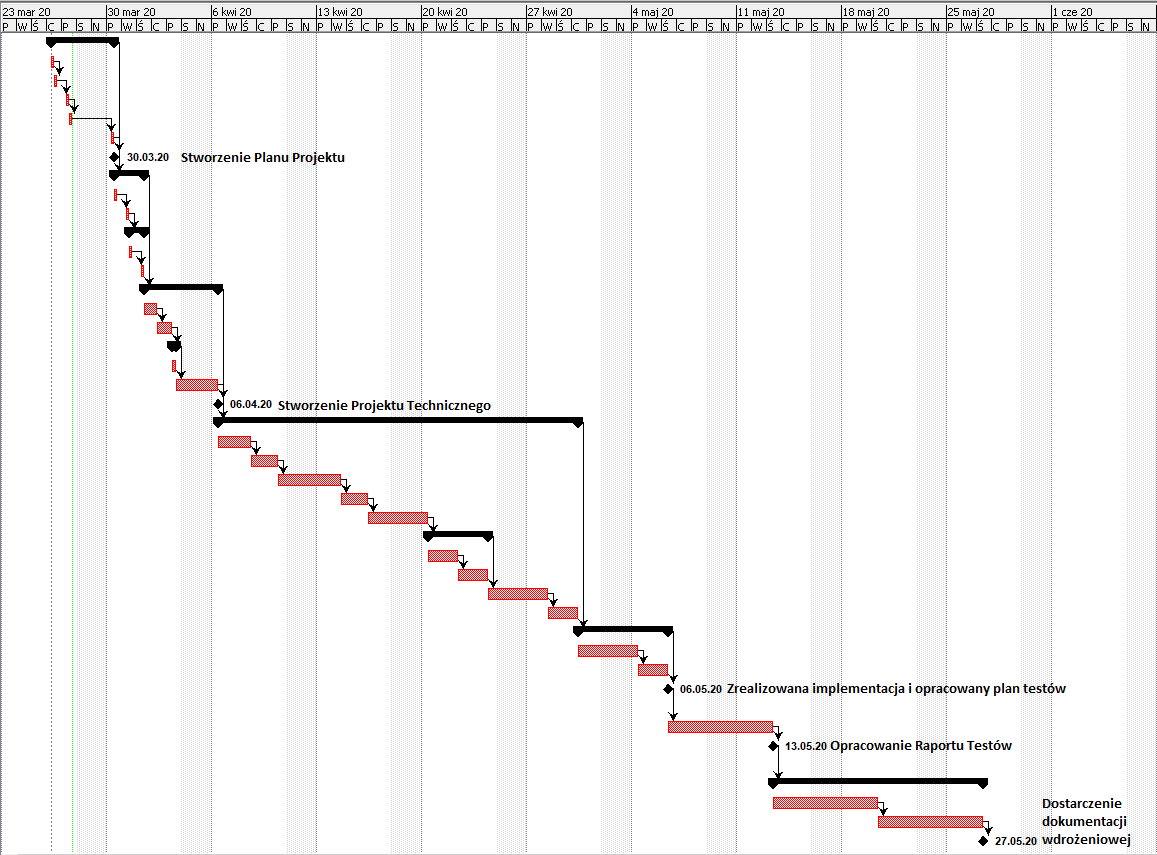 23 mar 20 30 mar 20 6 kwi 20 13 kwi 20 20 kwi 20 27 kwi 20 4 maj 20 11 maj 20 18 maj 20 25 maj 20 1 cze 20
P W Ś C P S N P W Ś C P S N P W Ś C P S N P W Ś C P S N P W Ś C P S N P W Ś C P S N P W Ś C P S N P W Ś C P S N P W Ś C P S N P W Ś C P S N P W Ś C P S N
30.03.20 Stworzenie Planu Projektu
06.04.20 Stworzenie Projektu Technicznego
06.05.20 Zrealizowana implementacja i opracowany plan testów
13.05.20 Opracowanie Raportu Testów
Dostarczenie
dokumentacji
27.05.20 wdrożeniowej